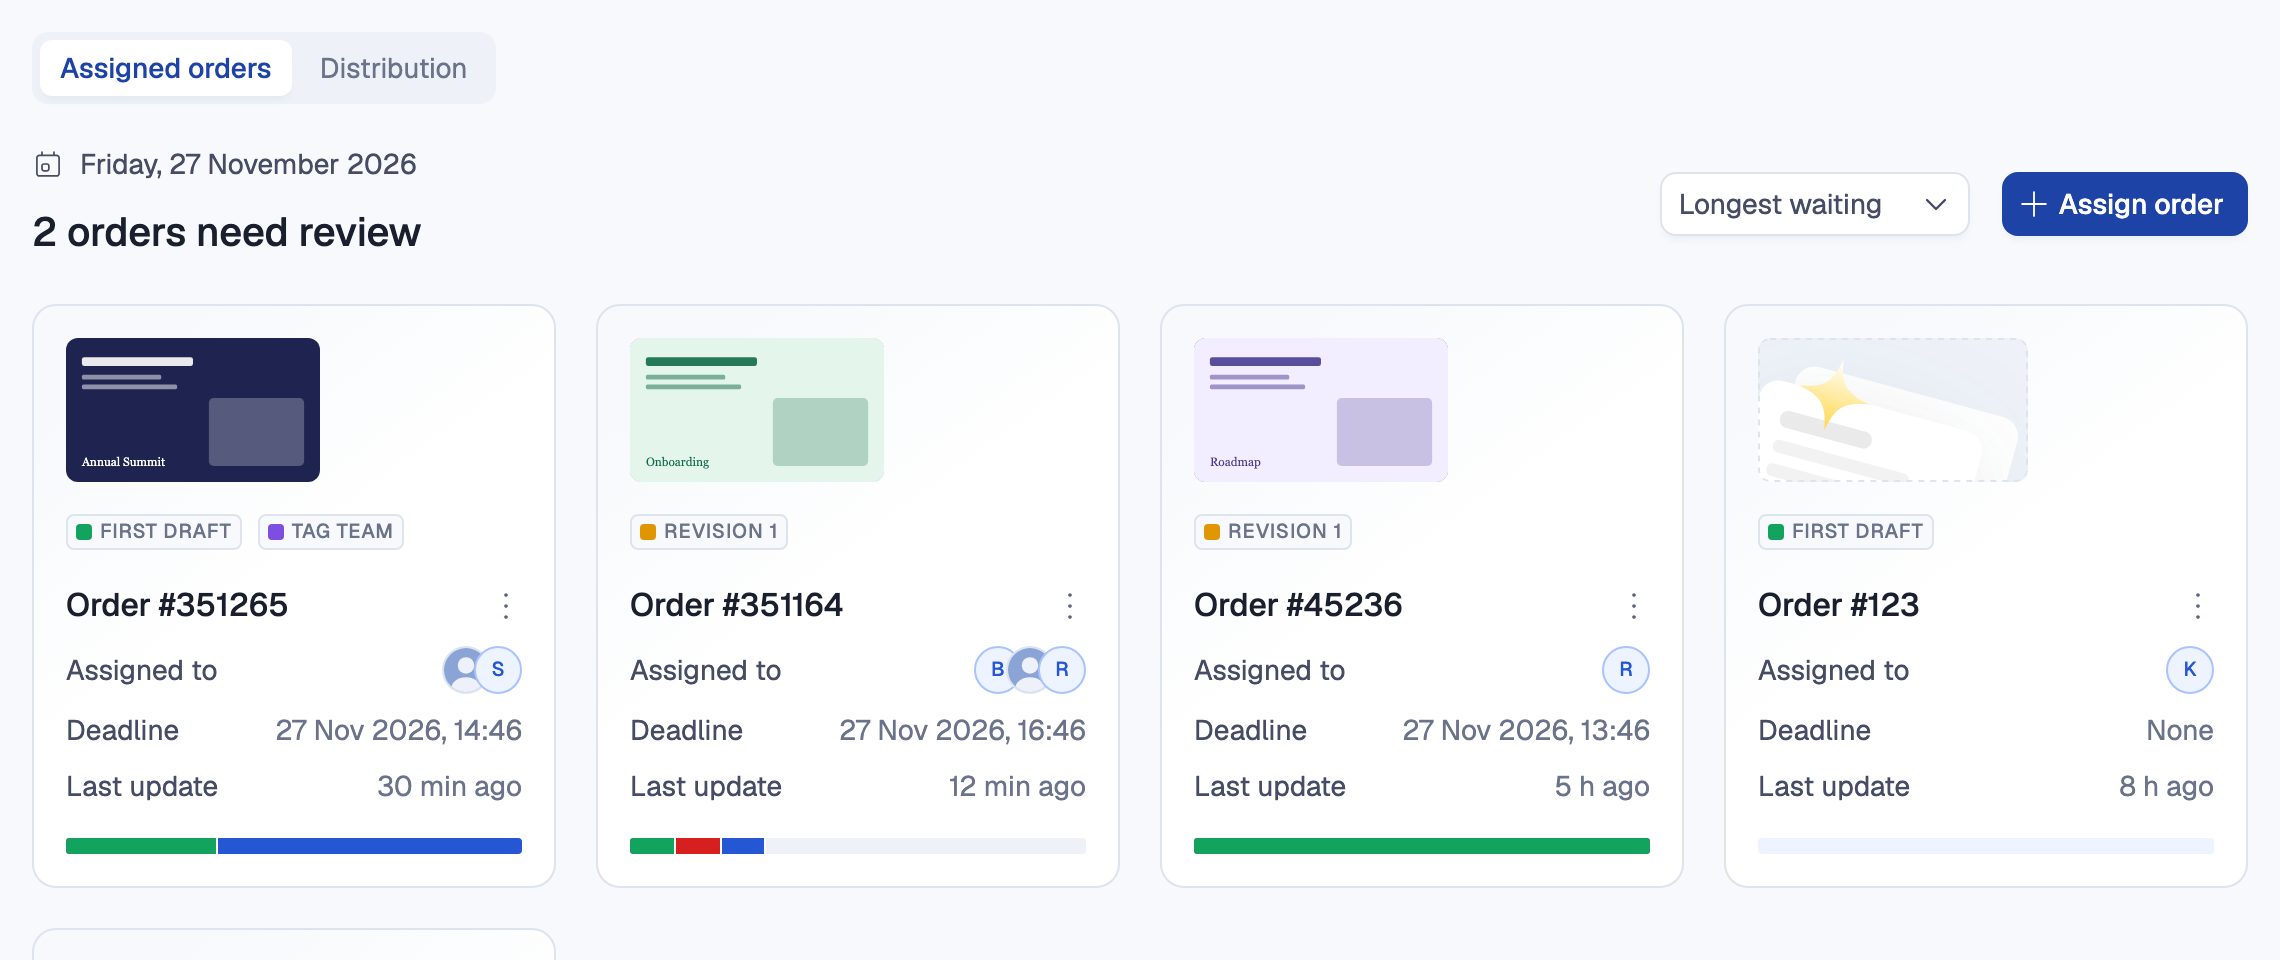 Assigned orders
Distribution
Friday, 27 November 2026
2 orders need review
Longest waiting
Assign order
Annual Summit
FIRST DRAFT
TAG TEAM
Order #351265
Assigned to
S
Deadline
27 Nov 2026, 14:46
Last update
30 min ago
Onboarding
REVISION 1
Order #351164
Assigned to
B
R
Deadline
27 Nov 2026, 16:46
Last update
12 min ago
Roadmap
REVISION 1
Order #45236
Assigned to
R
Deadline
27 Nov 2026, 13:46
Last update
5 h ago
FIRST DRAFT
Order #123
Assigned to
K
Deadline
None
Last update
8 h ago